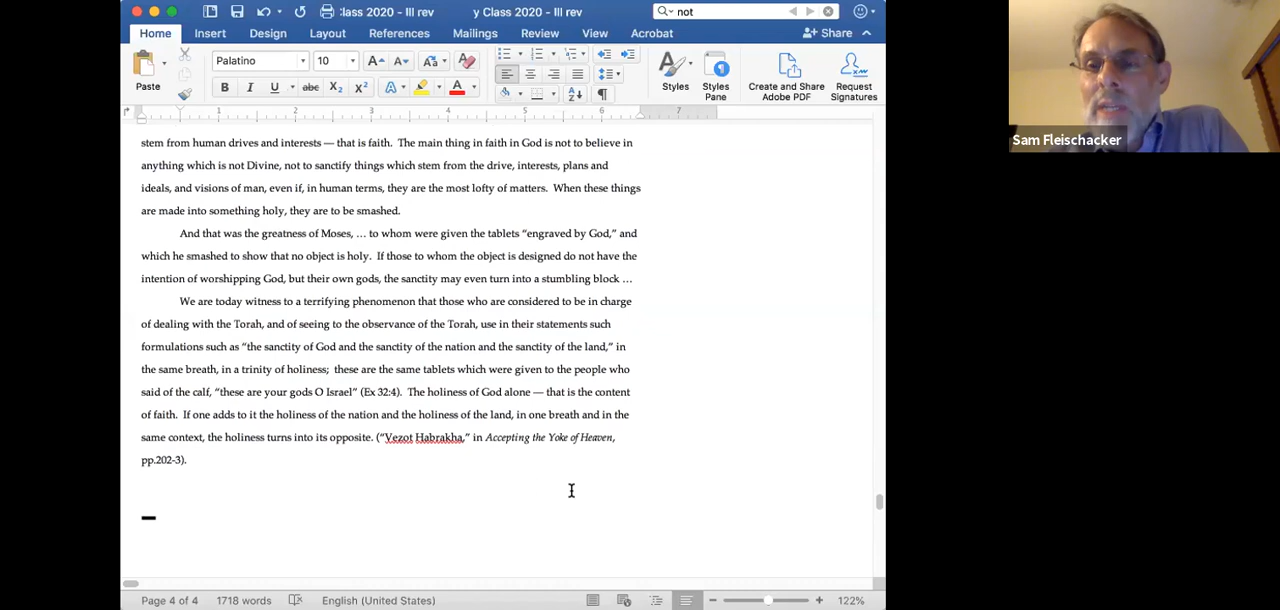 :lass 2020 - III rev y Class 2020 - III rev not
Home Insert Design Layout References Mailings Review View Acrobat Share
Paste Palatino 10 Styles Styles Pane Create and Share Adobe PDF Request Signatures
1 2 3 4 5 6 7
stem from human drives and interests — that is faith. The main thing in faith in God is not to believe in
anything which is not Divine, not to sanctify things which stem from the drive, interests, plans and
ideals, and visions of man, even if, in human terms, they are the most lofty of matters. When these things
are made into something holy, they are to be smashed.
And that was the greatness of Moses, … to whom were given the tablets “engraved by God,” and
which he smashed to show that no object is holy. If those to whom the object is designed do not have the
intention of worshipping God, but their own gods, the sanctity may even turn into a stumbling block …
We are today witness to a terrifying phenomenon that those who are considered to be in charge
of dealing with the Torah, and of seeing to the observance of the Torah, use in their statements such
formulations such as “the sanctity of God and the sanctity of the nation and the sanctity of the land,” in
the same breath, in a trinity of holiness; these are the same tablets which were given to the people who
said of the calf, “these are your gods O Israel” (Ex 32:4). The holiness of God alone — that is the content
of faith. If one adds to it the holiness of the nation and the holiness of the land, in one breath and in the
same context, the holiness turns into its opposite. (“Vezot Habrakha,” in Accepting the Yoke of Heaven,
pp.202-3).
Page 4 of 4 1718 words English (United States) 122%
Sam Fleischacker